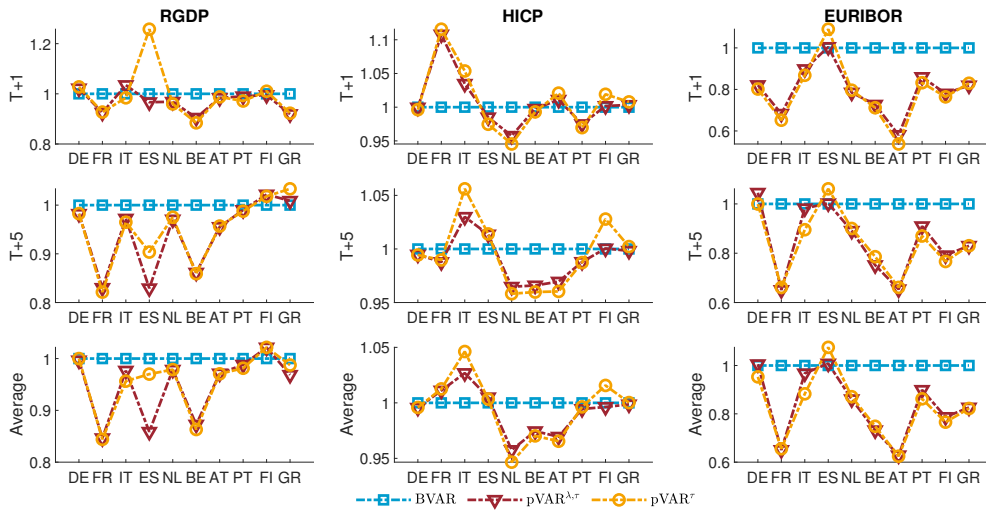 RGDP HICP EURIBOR
1.2
1
0.8
T+1
DE FR IT ES NL BE AT PT FI GR
1.1
1.05
1
0.95
T+1
DE FR IT ES NL BE AT PT FI GR
1
0.8
0.6
T+1
DE FR IT ES NL BE AT PT FI GR
1
0.9
0.8
T+5
DE FR IT ES NL BE AT PT FI GR
1.05
1
0.95
T+5
DE FR IT ES NL BE AT PT FI GR
1
0.8
0.6
T+5
DE FR IT ES NL BE AT PT FI GR
1
0.9
0.8
Average
DE FR IT ES NL BE AT PT FI GR
1.05
1
0.95
Average
DE FR IT ES NL BE AT PT FI GR
1
0.8
0.6
Average
DE FR IT ES NL BE AT PT FI GR
BVAR pVAR^λ,τ pVAR^τ